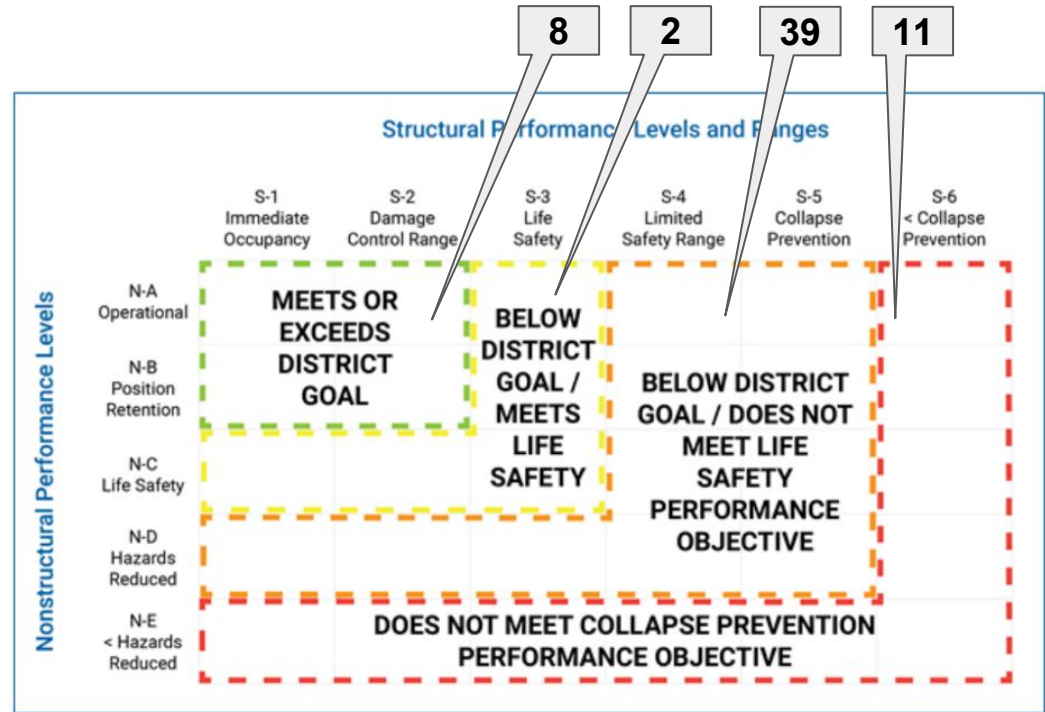 8
2
39
11
Structural Performance Levels and Ranges
S-1
Immediate
Occupancy
S-2
Damage
Control Range
S-3
Life
Safety
S-4
Limited
Safety Range
S-5
Collapse
Prevention
S-6
< Collapse
Prevention
Nonstructural Performance Levels
N-A
Operational
N-B
Position
Retention
N-C
Life Safety
N-D
Hazards
Reduced
N-E
< Hazards
Reduced
MEETS OR
EXCEEDS
DISTRICT
GOAL
BELOW
DISTRICT
GOAL /
MEETS
LIFE
SAFETY
BELOW DISTRICT
GOAL / DOES NOT
MEET LIFE
SAFETY
PERFORMANCE
OBJECTIVE
DOES NOT MEET COLLAPSE PREVENTION
PERFORMANCE OBJECTIVE